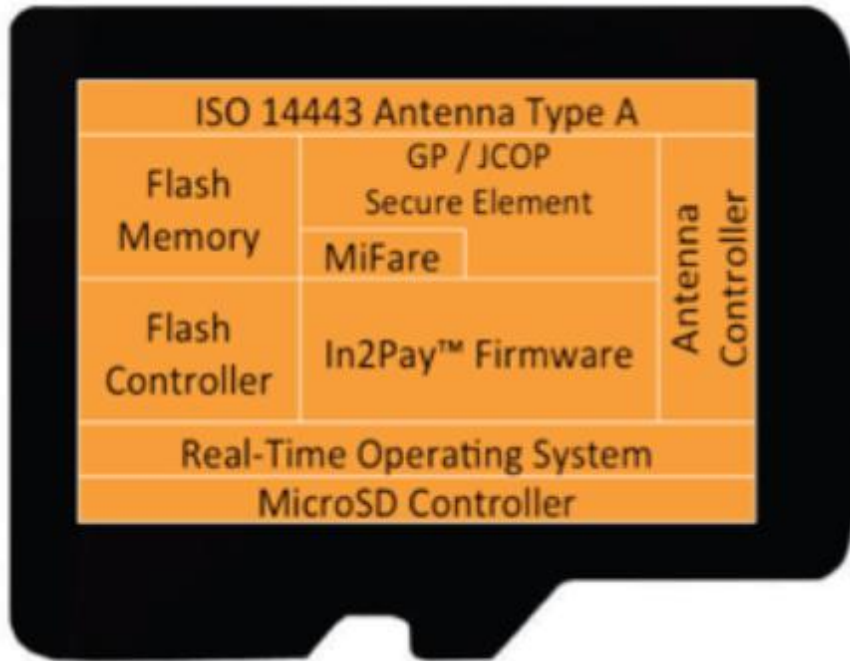 ISO 14443 Antenna Type A
Flash
Memory
GP / JCOP
Secure Element
MiFare
Antenna
Controller
Flash
Controller
In2Pay™ Firmware
Real-Time Operating System
MicroSD Controller